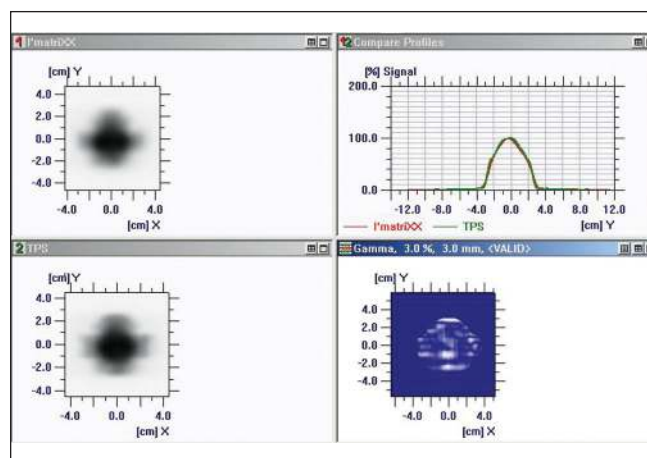 1 I'matriXX
[cm] Y
4.0
2.0
0.0
-2.0
-4.0
-4.0 0.0 4.0
[cm] X
12 Compare Profiles
[%] Signal
200.0
100.0
0.0
-12.0 -8.0 -4.0 0.0 4.0 8.0 12.0
I'matriXX TPS [cm] Y
2 TPS
[cm] Y
4.0
2.0
0.0
-2.0
-4.0
-4.0 0.0 4.0
[cm] X
Gamma, 3.0 %, 3.0 mm, <VALID>
[cm] Y
4.0
2.0
0.0
-2.0
-4.0
-4.0 0.0 4.0
[cm] X